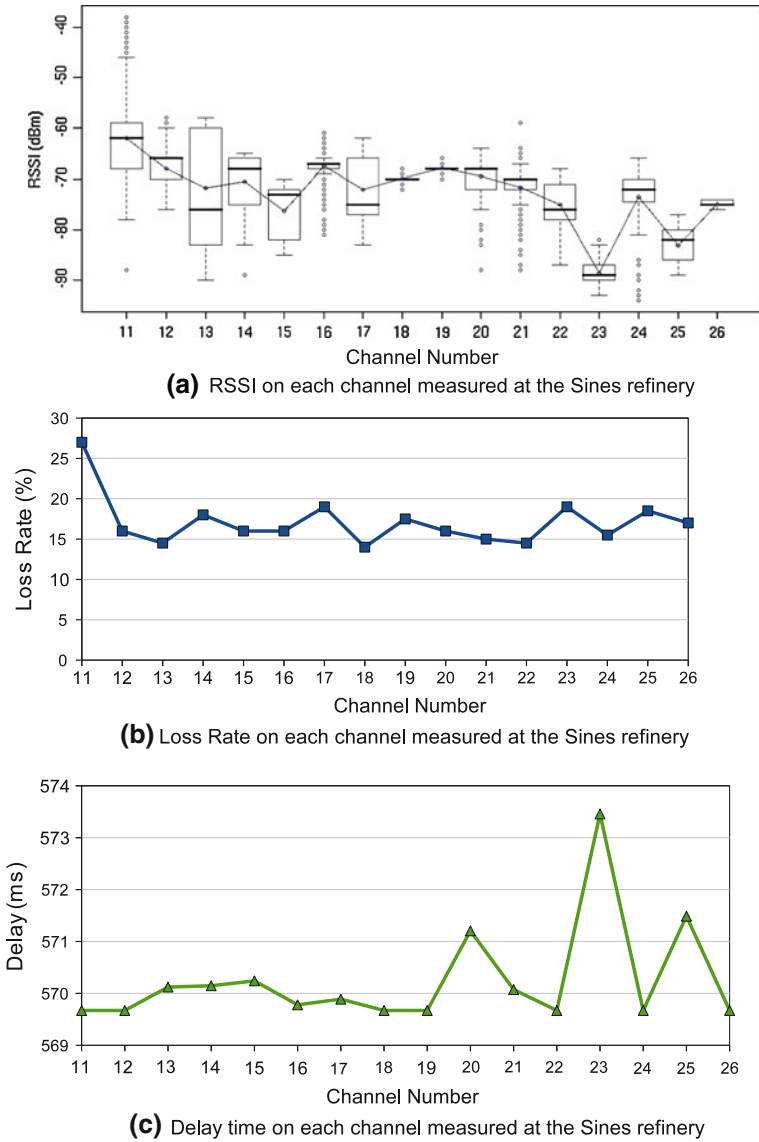 -40
-50
-60
-70
-80
-90
RSSI (dBm)
11 12 13 14 15 16 17 18 19 20 21 22 23 24 25 26
Channel Number
(a) RSSI on each channel measured at the Sines refinery
30
25
20
15
10
5
0
Loss Rate (%)
11 12 13 14 15 16 17 18 19 20 21 22 23 24 25 26
Channel Number
(b) Loss Rate on each channel measured at the Sines refinery
574
573
572
571
570
569
Delay (ms)
11 12 13 14 15 16 17 18 19 20 21 22 23 24 25 26
Channel Number
(c) Delay time on each channel measured at the Sines refinery